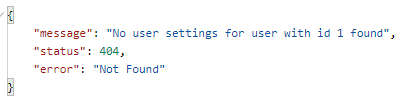 {
"message": "No user settings for user with id 1 found",
"status": 404,
"error": "Not Found"
}